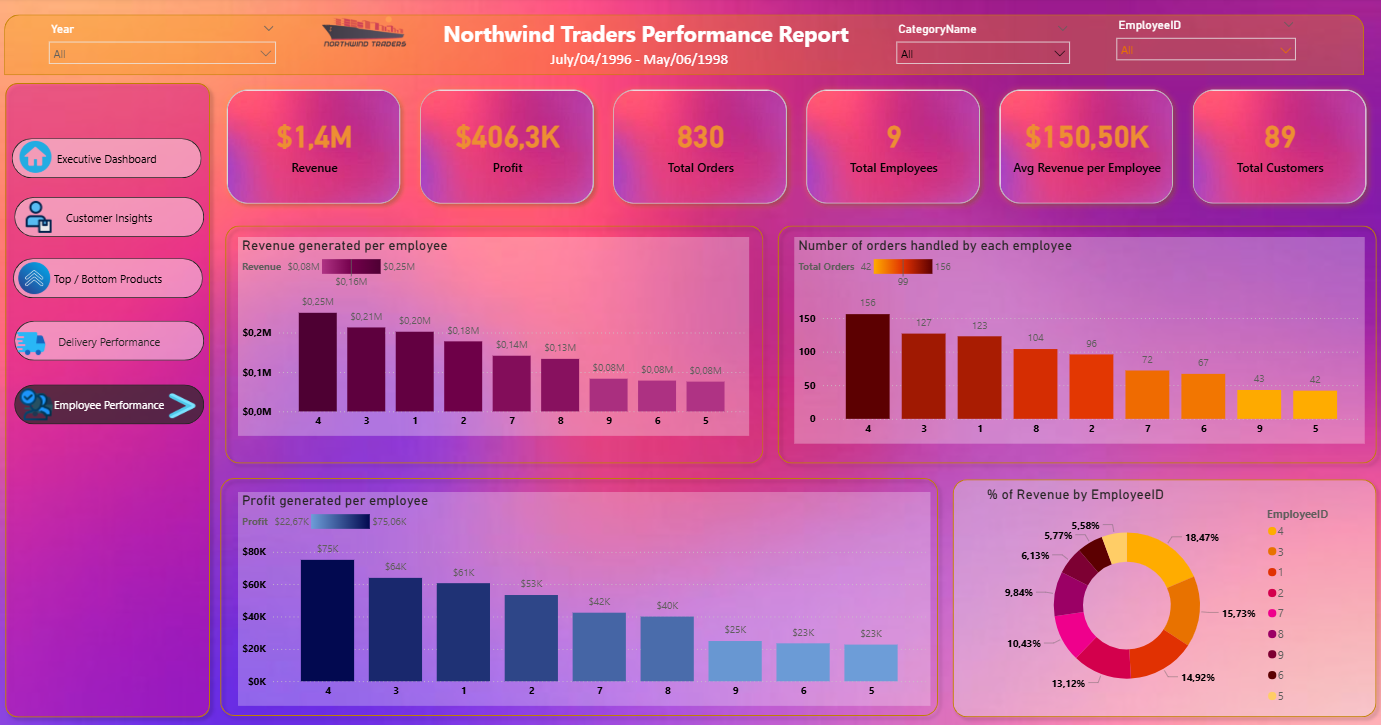 Year
All
NORTHWIND TRADERS
Northwind Traders Performance Report
July/04/1996 - May/06/1998
CategoryName
All
EmployeeID
All
Executive Dashboard
Customer Insights
Top / Bottom Products
Delivery Performance
Employee Performance
$1,4M
Revenue
$406,3K
Profit
830
Total Orders
9
Total Employees
$150,50K
Avg Revenue per Employee
89
Total Customers
Revenue generated per employee
Revenue $0,08M $0,25M
$0,16M
$0,25M
$0,21M
$0,20M
$0,18M
$0,14M
$0,13M
$0,08M
$0,08M
$0,08M
$0,2M
$0,1M
$0,0M
4 3 1 2 7 8 9 6 5
Number of orders handled by each employee
Total Orders 42 156
99
156
127
123
104
96
72
67
43
42
150
100
50
0
4 3 1 8 2 7 6 9 5
Profit generated per employee
Profit $22,67K $75,06K
$75K
$64K
$61K
$53K
$42K
$40K
$25K
$23K
$23K
$80K
$60K
$40K
$20K
$0K
4 3 1 2 7 8 9 6 5
% of Revenue by EmployeeID
18,47%
15,73%
14,92%
13,12%
10,43%
9,84%
6,13%
5,77%
5,58%
EmployeeID
4
3
1
2
7
8
9
6
5